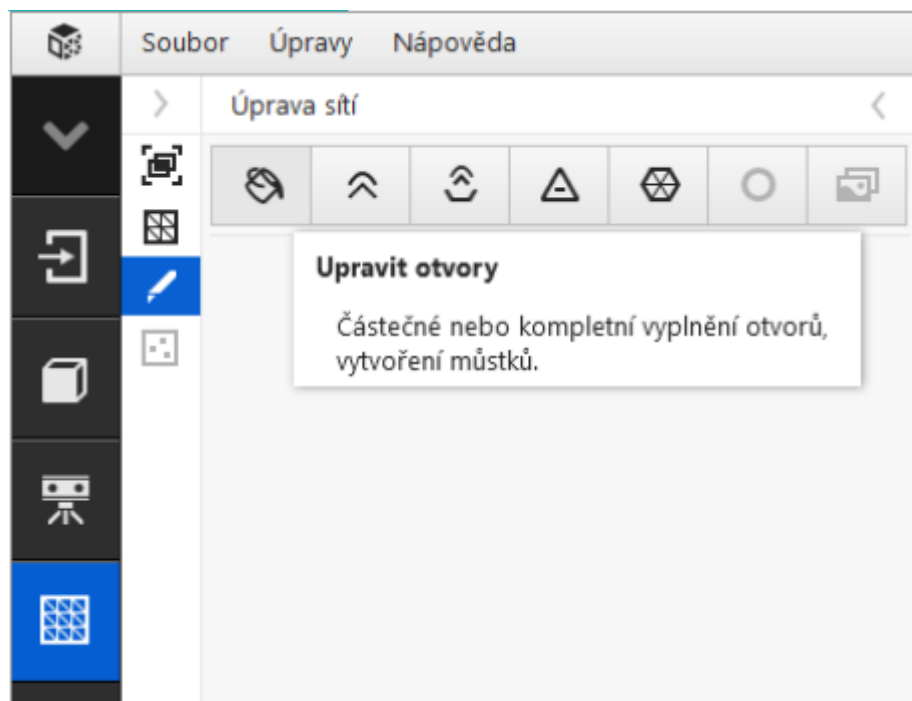 Soubor Úpravy Nápověda
Úprava sítí
Upravit otvory
Částečné nebo kompletní vyplnění otvorů,
vytvoření můstků.